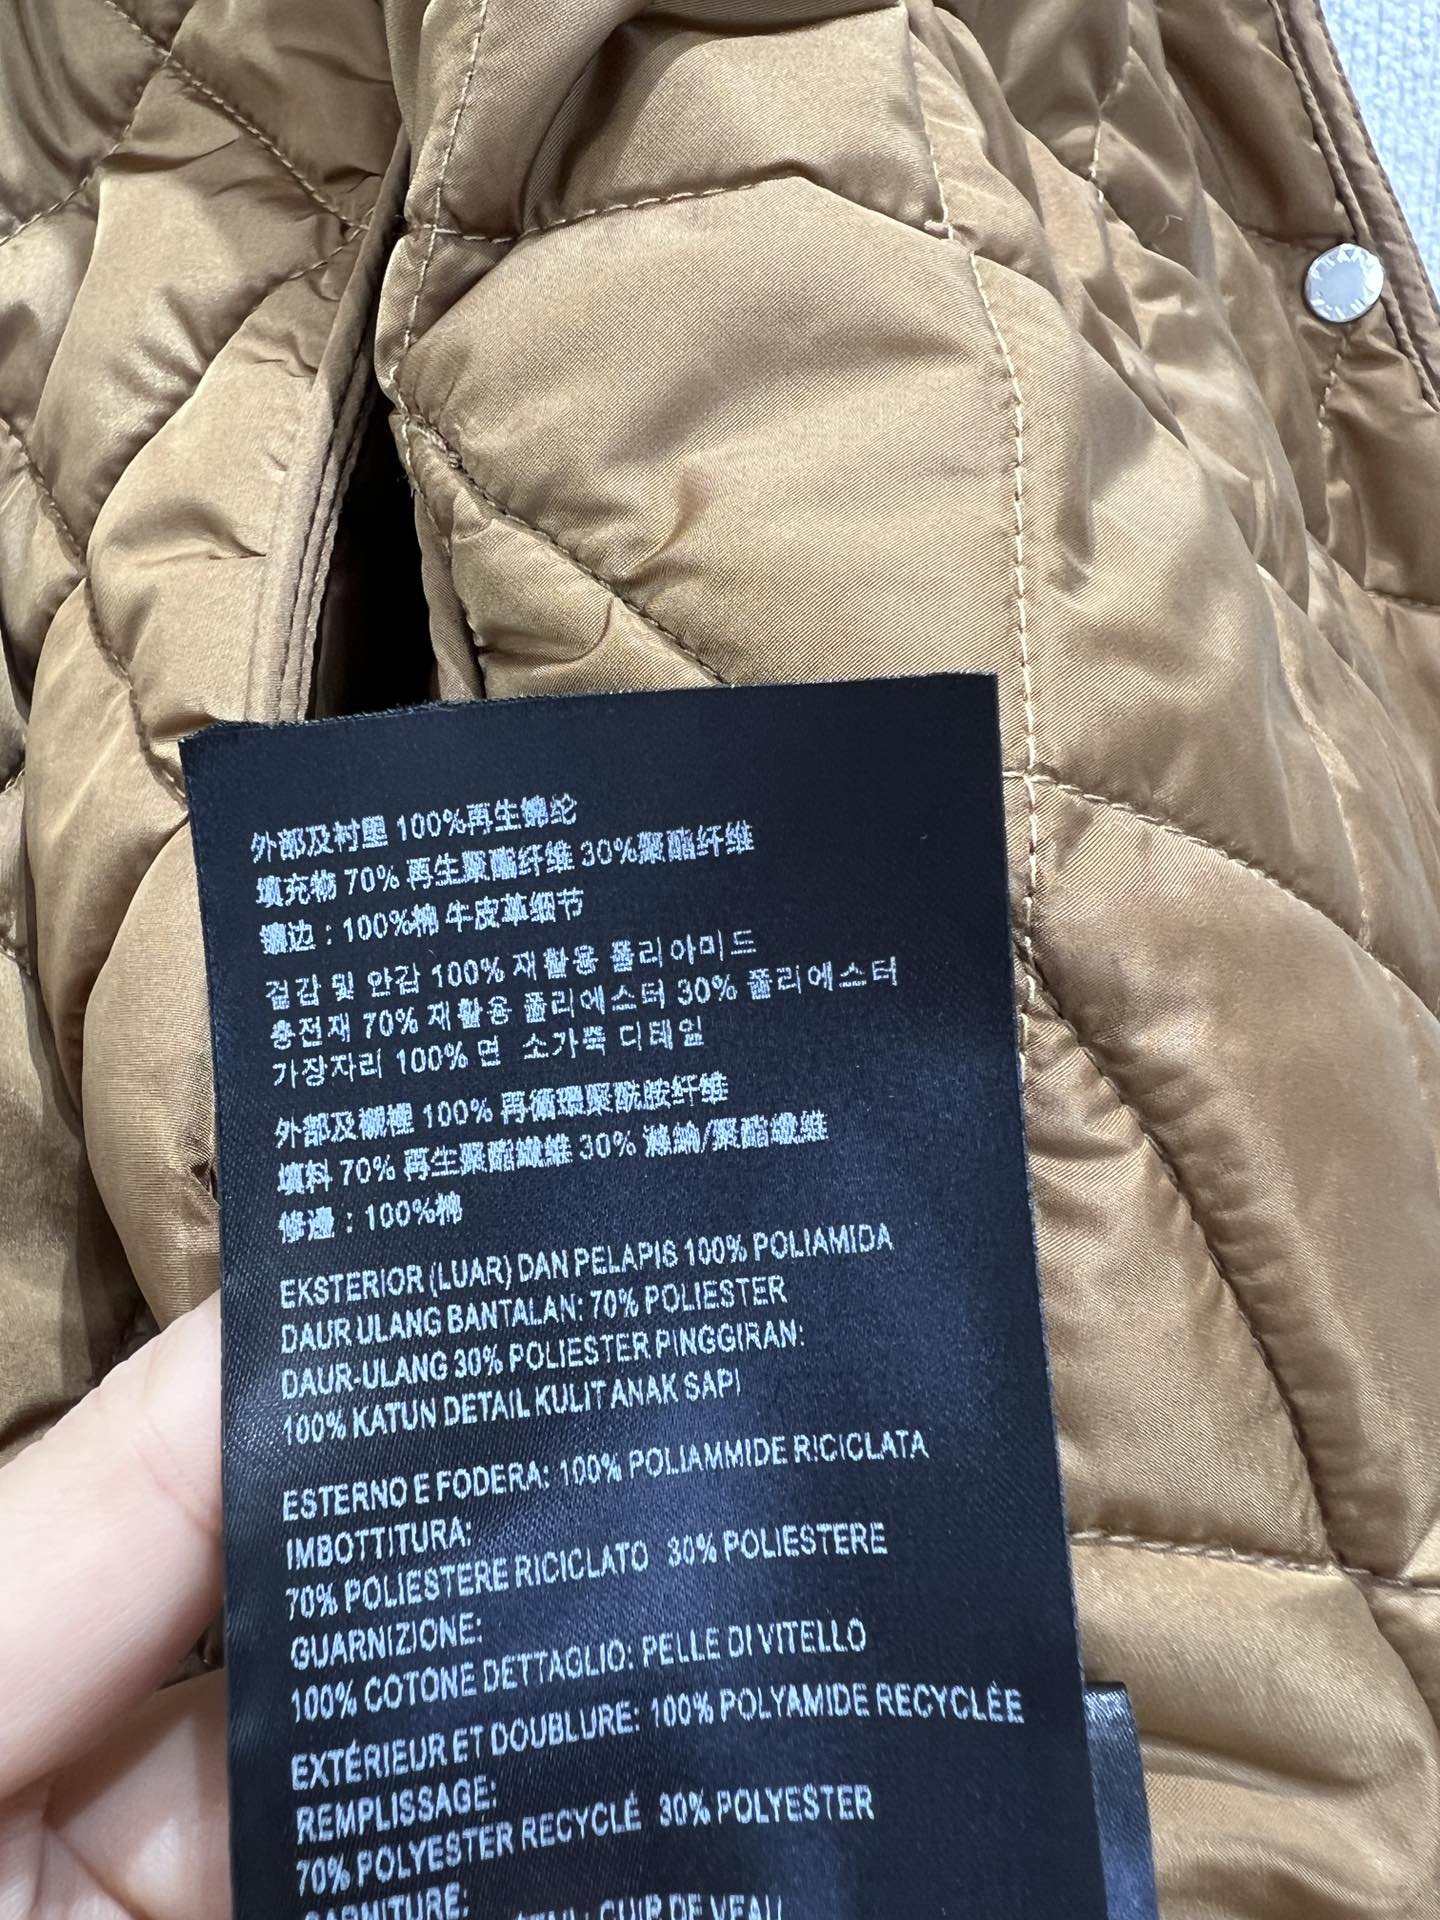 外部及衬里 100%再生锦纶
填充物 70% 再生聚酯纤维 30%聚酯纤维
镶边：100%棉 牛皮革细节
겉감 및 안감 100% 재활용 폴리아미드
충전재 70% 재활용 폴리에스터 30% 폴리에스터
가장자리 100% 면 소가죽 디테일
外部及襯裡 100% 再循環聚酰胺纤维
填料 70% 再生聚酯纖維 30% 滌綸/聚酯纖維
修邊：100%棉
EKSTERIOR (LUAR) DAN PELAPIS 100% POLIAMIDA
DAUR ULANG BANTALAN: 70% POLIESTER
DAUR-ULANG 30% POLIESTER PINGGIRAN:
100% KATUN DETAIL KULIT ANAK SAPI
ESTERNO E FODERA: 100% POLIAMMIDE RICICLATA
IMBOTTITURA:
70% POLIESTERE RICICLATO 30% POLIESTERE
GUARNIZIONE:
100% COTONE DETTAGLIO: PELLE DI VITELLO
EXTÉRIEUR ET DOUBLURE: 100% POLYAMIDE RECYCLÉE
REMPLISSAGE:
70% POLYESTER RECYCLÉ 30% POLYESTER
GARNITURE:
CUIR DE VEAU